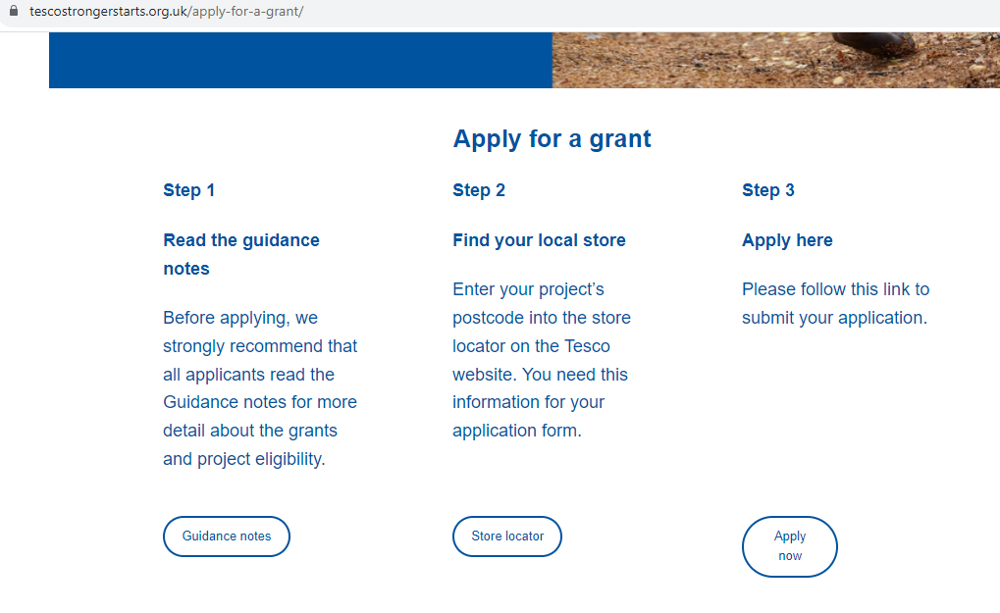 tescostrongerstarts.org.uk/apply-for-a-grant/
Apply for a grant
Step 1
Read the guidance
notes
Before applying, we
strongly recommend that
all applicants read the
Guidance notes for more
detail about the grants
and project eligibility.
Guidance notes
Step 2
Find your local store
Enter your project’s
postcode into the store
locator on the Tesco
website. You need this
information for your
application form.
Store locator
Step 3
Apply here
Please follow this link to
submit your application.
Apply
now